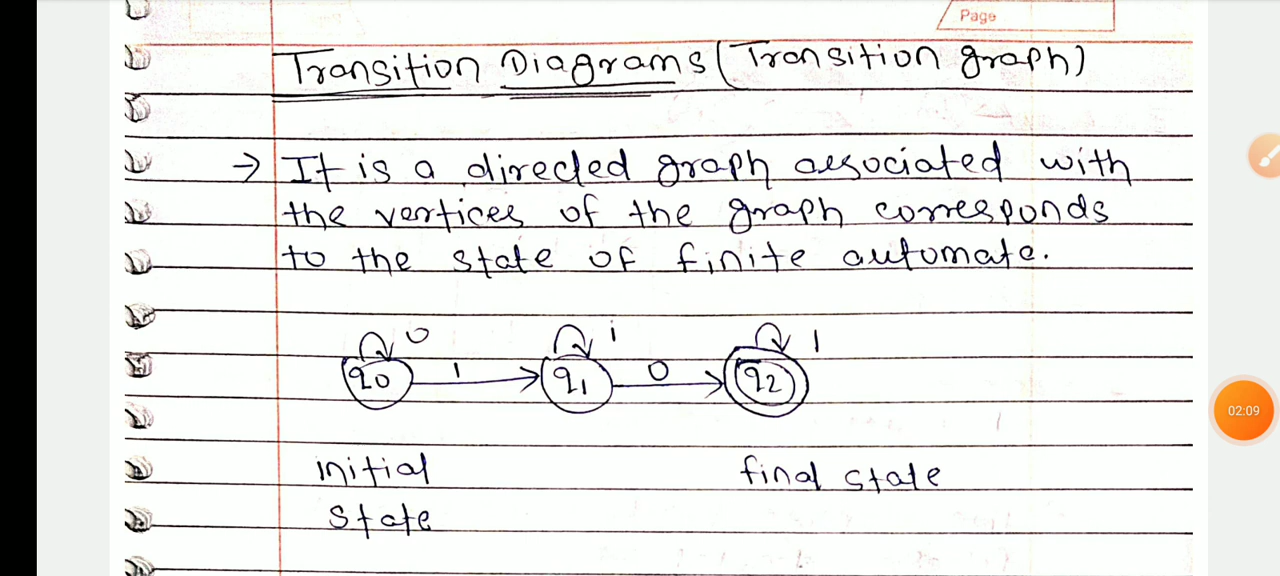 Page
Transition Diagrams (Transition graph)
→ It is a directed graph associated with
the vertices of the graph corresponds
to the state of finite automate.
0 1 1
q0 1 q1 0 q2
02:09
initial final state
state